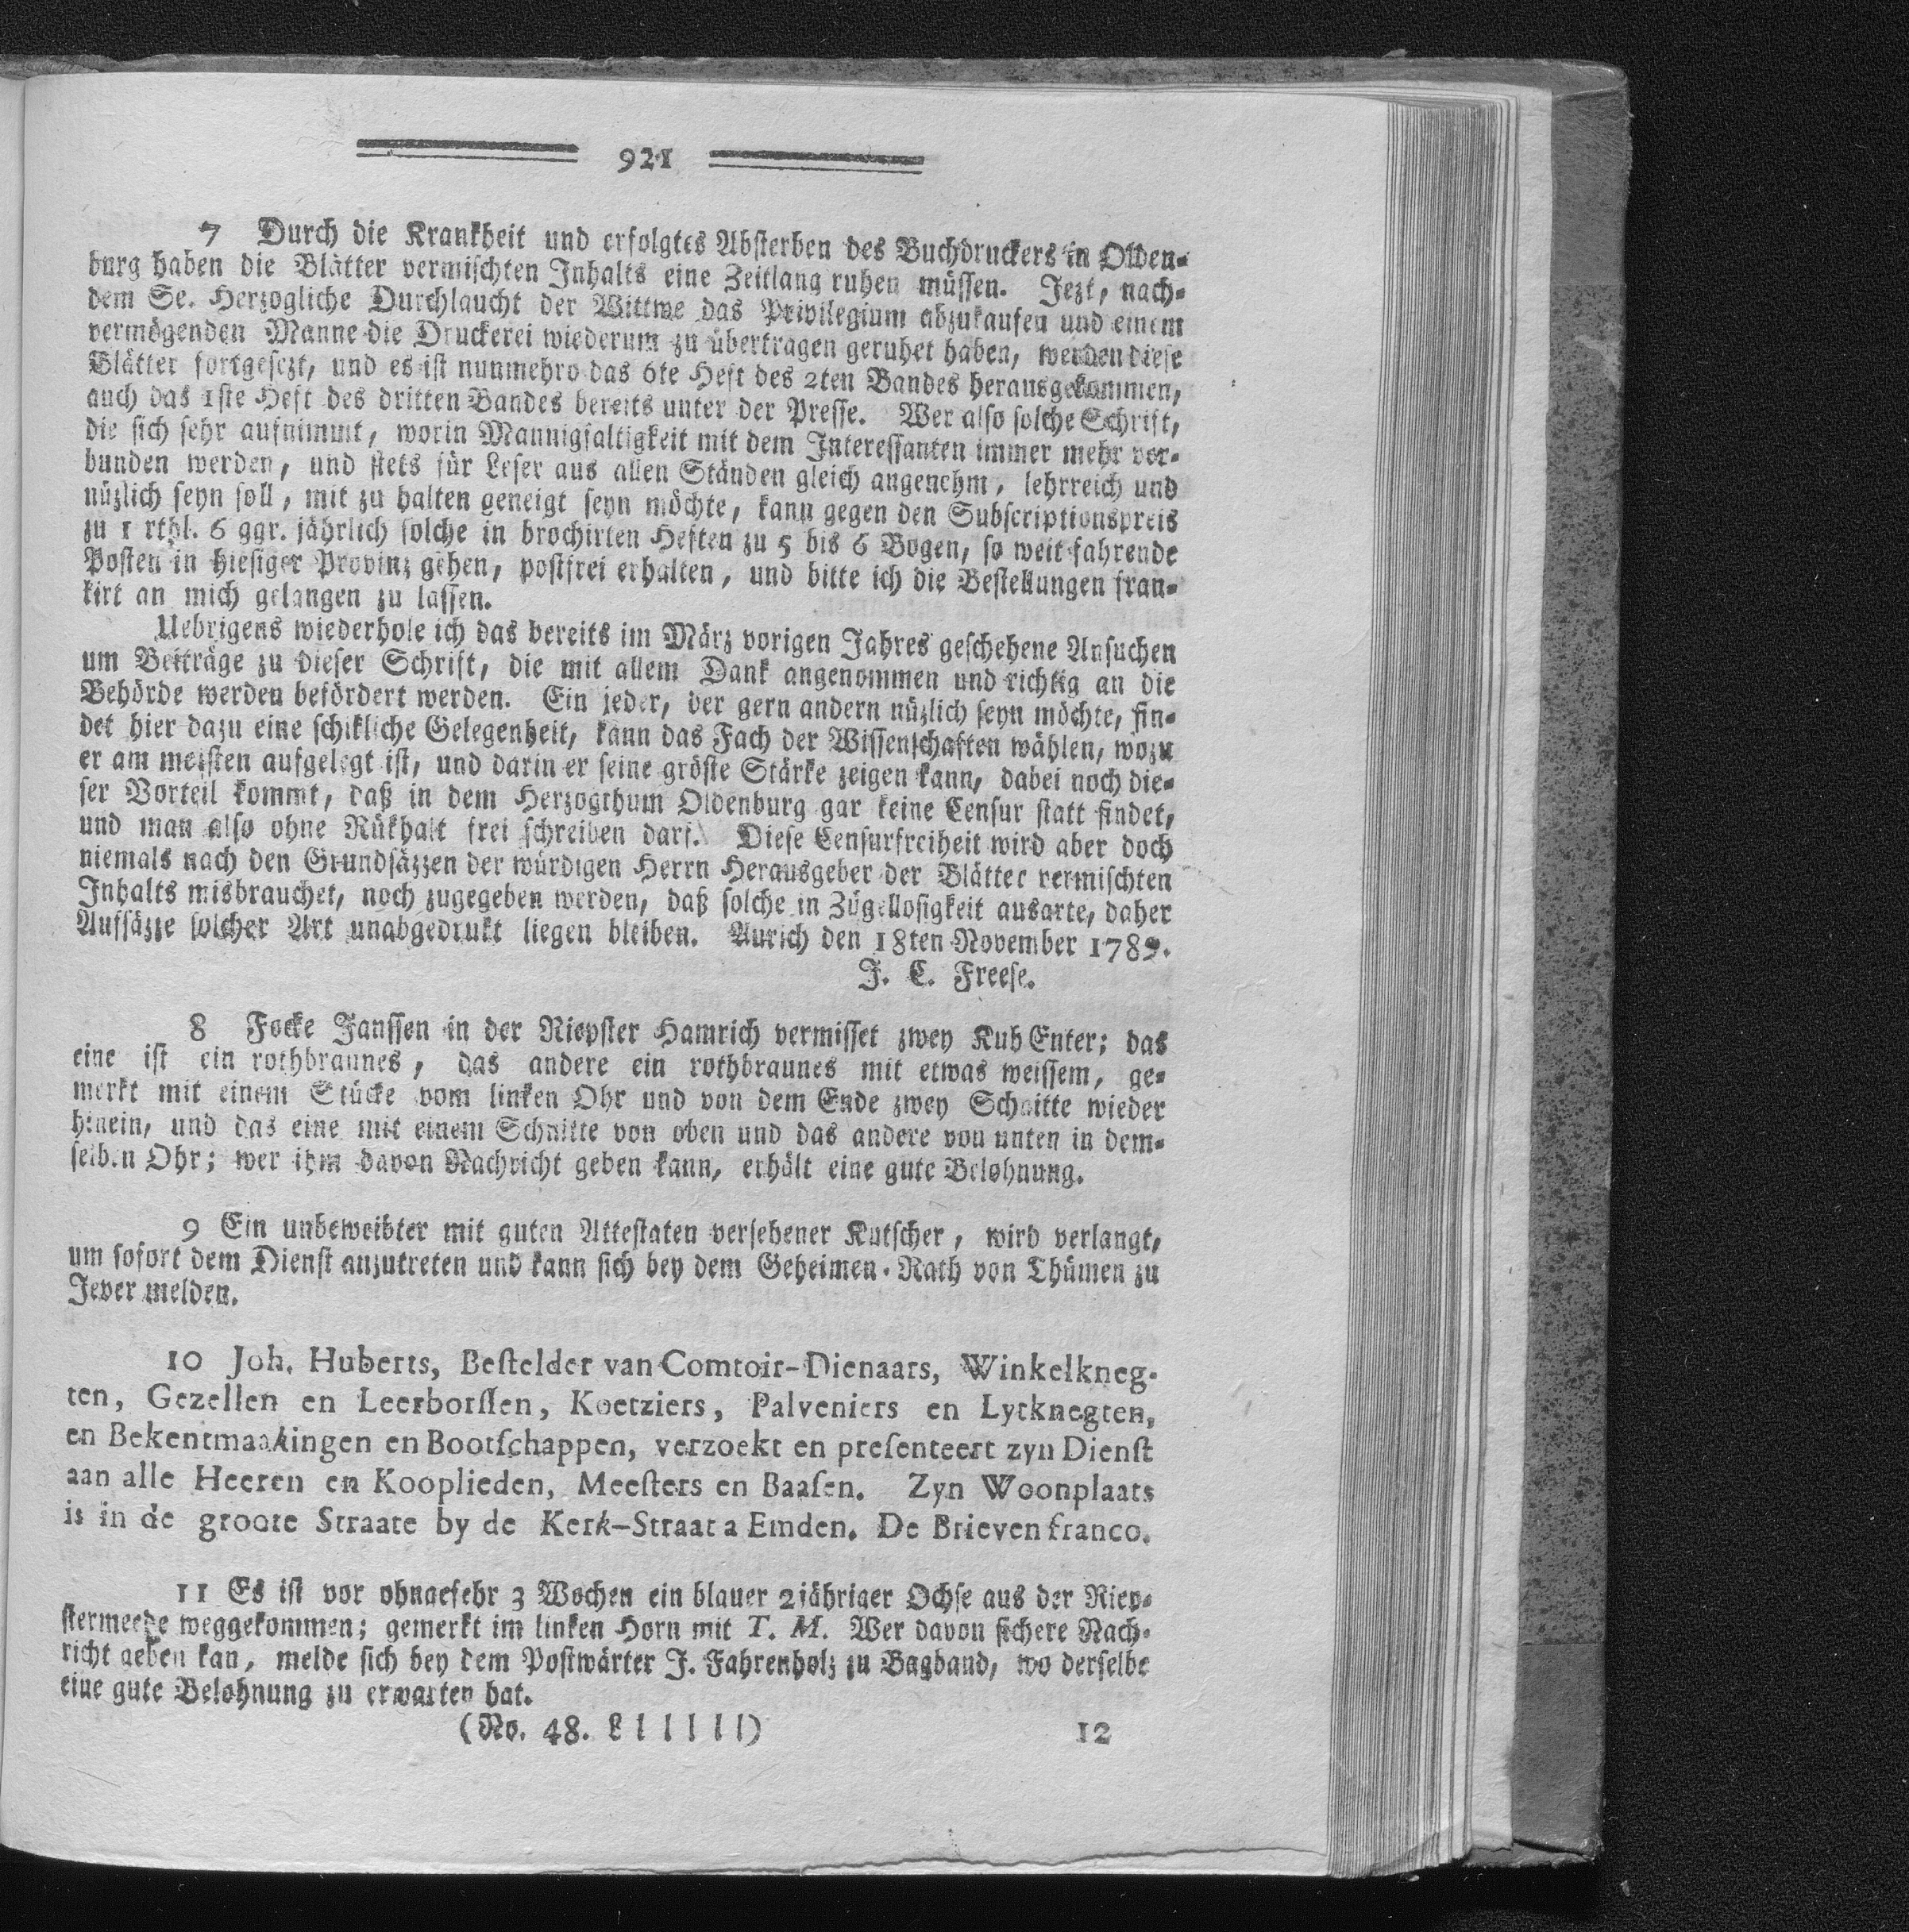 921
7 Durch die Krankheit und erfolgtes Absterben des Buchdruckers in Olden-
burg haben die Blätter vermischten Inhalts eine Zeitlang ruhen müssen. Jezt, nach-
dem Se. Herzogliche Durchlaucht der Wittwe das Privilegium abzukaufen und einem
vermögenden Manne die Druckerei wiederum zu übertragen geruhet haben, werden diese
Blätter fortgesezt, und es ist nunmehro das 6te Heft des 2ten Bandes herausgekommen,
auch das 1ste Heft des dritten Bandes bereits unter der Presse. Wer also solche Schrift,
die sich sehr aufnimmt, worin Mannigfaltigkeit mit dem Interessanten immer mehr ver-
bunden werden, und stets für Leser aus allen Ständen gleich angenehm, lehrreich und
nüzlich seyn soll, mit zu halten geneigt seyn möchte, kann gegen den Subscriptionspreis
zu 1 rthl. 6 ggr. jährlich solche in brochirten Heften zu 5 bis 6 Bogen, so weit fahrende
Posten in hiesiger Provinz gehen, postfrei erhalten, und bitte ich die Bestellungen fran-
kirt an mich gelangen zu lassen.
Uebrigens wiederhole ich das bereits im März vorigen Jahres geschehene Ansuchen
um Beiträge zu dieser Schrift, die mit allem Dank angenommen und richtig an die
Behörde werden befördert werden. Ein jeder, der gern andern nüzlich seyn möchte, fin-
det hier dazu eine schikliche Gelegenheit, kann das Fach der Wissenschaften wählen, wozu
er am meisten aufgelegt ist, und darin er seine gröste Stärke zeigen kann, dabei noch die-
ser Vorteil kommt, daß in dem Herzogthum Oldenburg gar keine Censur statt findet,
und man also ohne Rükhalt frei schreiben darf. Diese Censurfreiheit wird aber doch
niemals nach den Grundsäzzen der würdigen Herrn Herausgeber der Blätter vermischten
Inhalts misbrauchet, noch zugegeben werden, daß solche in Zügellosigkeit ausarte, daher
Aufsäzze solcher Art unabgedrukt liegen bleiben. Aurich den 18ten November 1789.
J. C. Freese.
8 Focke Janssen in der Riepster Hamrich vermisset zwey Kuh Enter; das
eine ist ein rothbraunes, das andere ein rothbraunes mit etwas weissem, ge-
merkt mit einem Stücke vom linken Ohr und von dem Ende zwey Schnitte wieder
hinein, und das eine mit einem Schnitte von oben und das andere von unten in dem-
selben Ohr; wer ihm davon Nachricht geben kann, erhält eine gute Belohnung.
9 Ein unbeweibter mit guten Attestaten versehener Kutscher, wird verlangt,
um sofort dem Dienst anzutreten und kann sich bey dem Geheimen-Rath von Thümen zu
Jever melden.
10 Joh. Huberts, Bestelder van Comtoir-Dienaars, Winkelkneg-
ten, Gezellen en Leerborssen, Koetziers, Palveniers en Lytknegten,
en Bekentmaakingen en Bootschappen, verzoekt en presenteert zyn Dienst
aan alle Heeren en Kooplieden, Meesters en Baasen. Zyn Woonplaats
is in de groote Straate by de Kerk-Straat a Emden. De Brieven franco.
11 Es ist vor ohngefehr 3 Wochen ein blauer 2jähriger Ochse aus der Riep-
stermeede weggekommen; gemerkt im linken Horn mit T. M. Wer davon sichere Nach-
richt geben kan, melde sich bey dem Postwärter J. Fahrenholz zu Bagband, wo derselbe
eine gute Belohnung zu erwarten hat.
(No. 48. L l l l l l l)
12